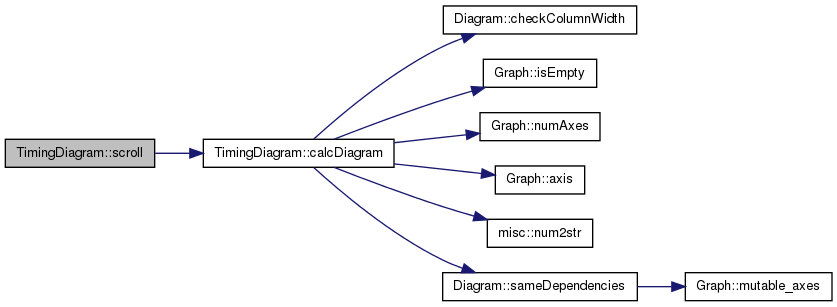 Diagram::checkColumnWidth
Graph::isEmpty
Graph::numAxes
TimingDiagram::scroll
TimingDiagram::calcDiagram
Graph::axis
misc::num2str
Diagram::sameDependencies
Graph::mutable_axes